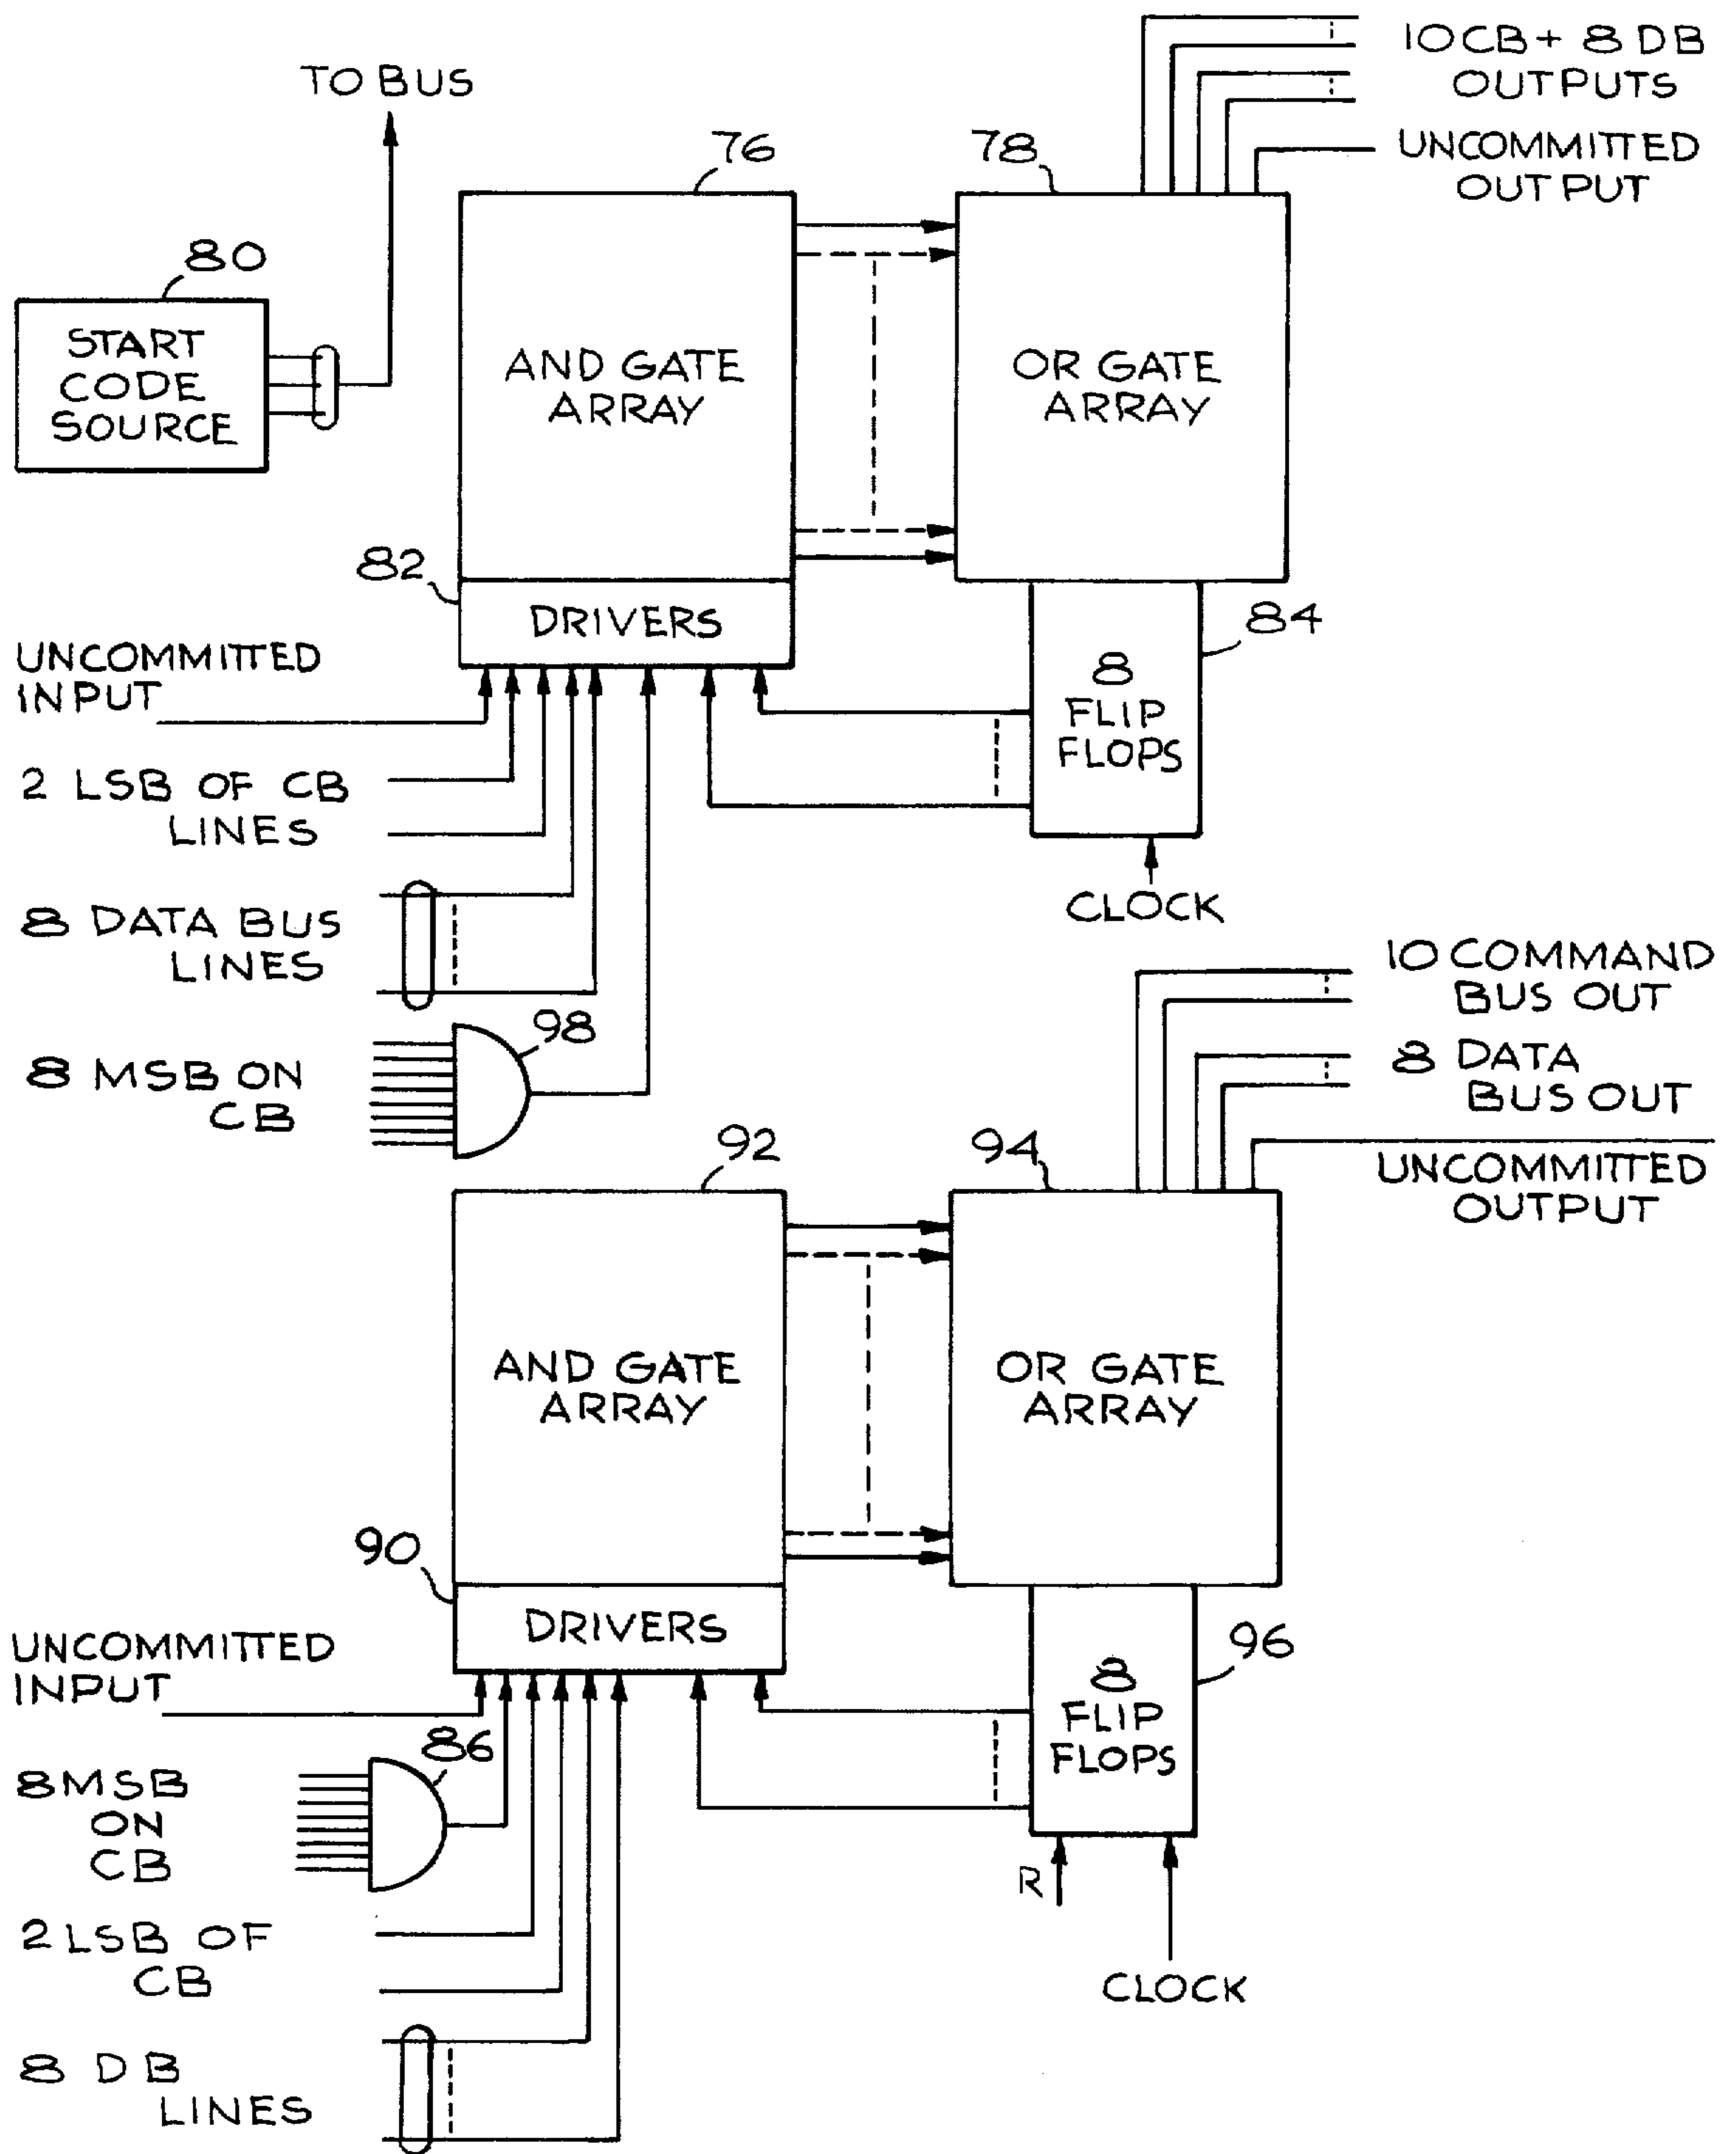 TO BUS
10 CB + 8 DB
OUTPUTS
UNCOMMITTED
OUTPUT
76
78
80
START
CODE
SOURCE
AND GATE
ARRAY
OR GATE
ARRAY
82
DRIVERS
84
8
FLIP
FLOPS
UNCOMMITTED
INPUT
2 LSB OF CB
LINES
CLOCK
8 DATA BUS
LINES
98
8 MSB ON
CB
10 COMMAND
BUS OUT
8 DATA
BUS OUT
UNCOMMITTED
OUTPUT
92
94
AND GATE
ARRAY
OR GATE
ARRAY
90
DRIVERS
96
8
FLIP
FLOPS
UNCOMMITTED
INPUT
86
8 MSB
ON
CB
R
CLOCK
2 LSB OF
CB
8 DB
LINES